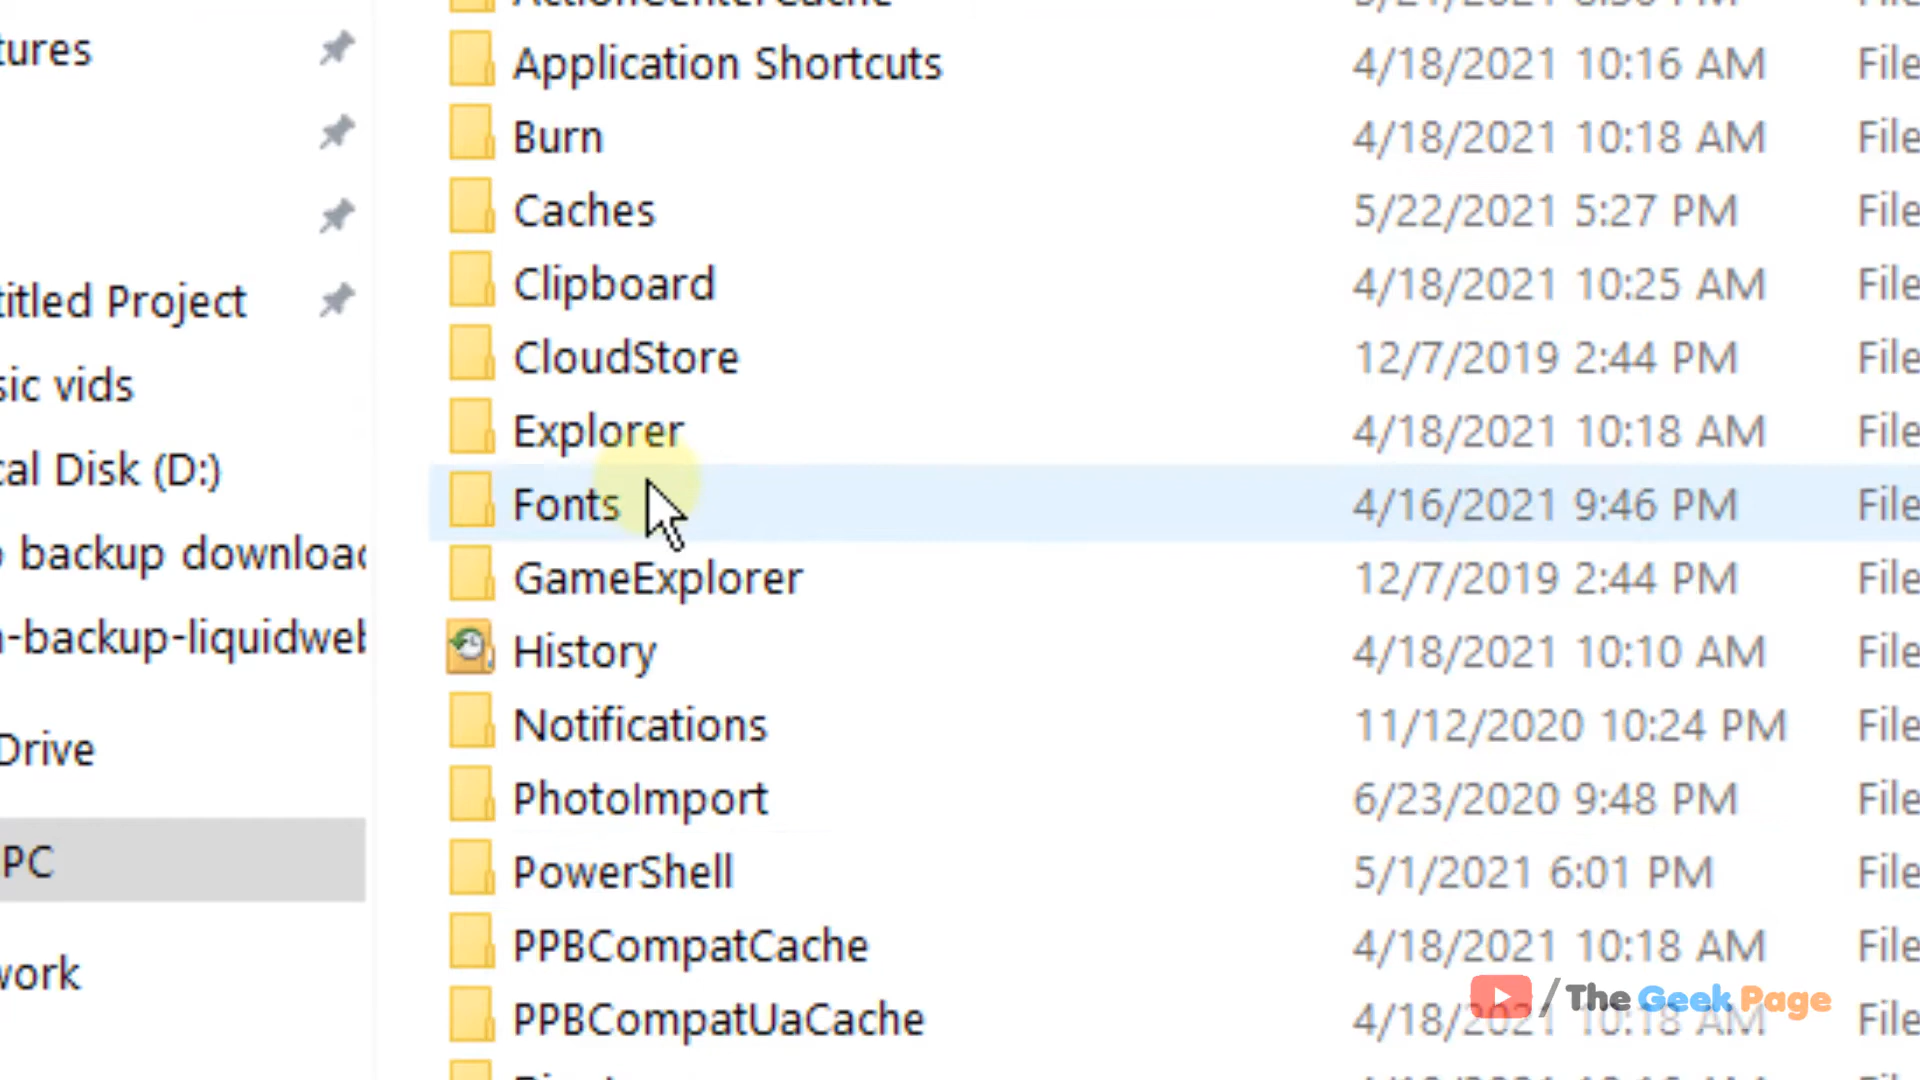 tures
titled Project
sic vids
cal Disk (D:)
backup download
-backup-liquidweb
Drive
PC
work
ActionCenterCache
Application Shortcuts 4/18/2021 10:16 AM File
Burn 4/18/2021 10:18 AM File
Caches 5/22/2021 5:27 PM File
Clipboard 4/18/2021 10:25 AM File
CloudStore 12/7/2019 2:44 PM File
Explorer 4/18/2021 10:18 AM File
Fonts 4/16/2021 9:46 PM File
GameExplorer 12/7/2019 2:44 PM File
History 4/18/2021 10:10 AM File
Notifications 11/12/2020 10:24 PM File
PhotoImport 6/23/2020 9:48 PM File
PowerShell 5/1/2021 6:01 PM File
PPBCompatCache 4/18/2021 10:18 AM File
PPBCompatUaCache 4/18/2021 10:18 AM File
/ The Geek Page